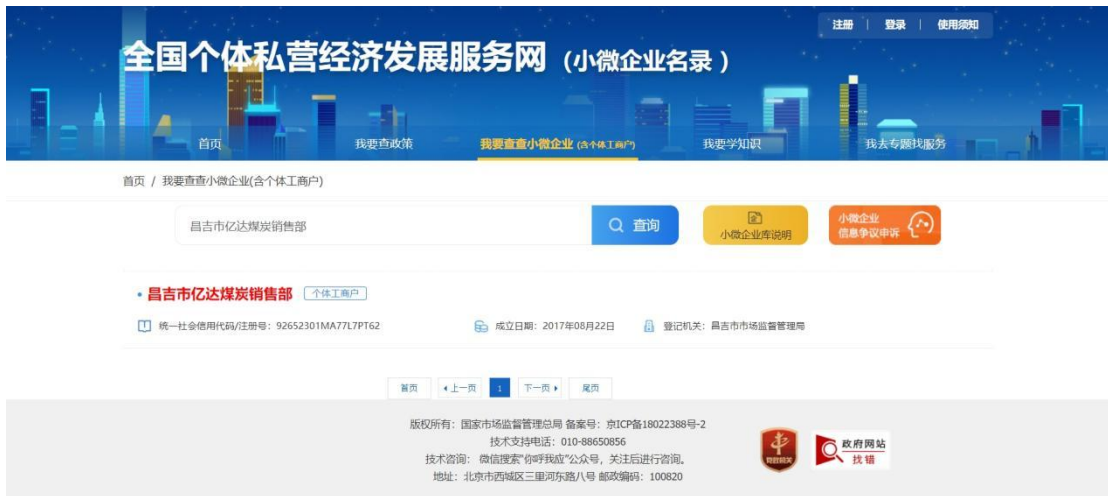 注册 | 登录 | 使用须知
全国个体私营经济发展服务网（小微企业名录）
首页 我要查政策 我要查查小微企业 (含个体工商户) 我要学知识 我去专题找服务
首页 / 我要查查小微企业(含个体工商户)
昌吉市亿达煤炭销售部 查询 小微企业库说明 小微企业
信息争议申诉
昌吉市亿达煤炭销售部 个体工商户
统一社会信用代码/注册号：92652301MA77L7PT62 成立日期：2017年08月22日 登记机关：昌吉市市场监督管理局
首页 上一页 1 下一页 尾页
版权所有：国家市场监督管理总局 备案号：京ICP备18022388号-2
技术支持电话：010-88650856
技术咨询： 微信搜索“你呼我应”公众号，关注后进行咨询。
地址：北京市西城区三里河东路八号 邮政编码：100820
党政机关
政府网站
找错